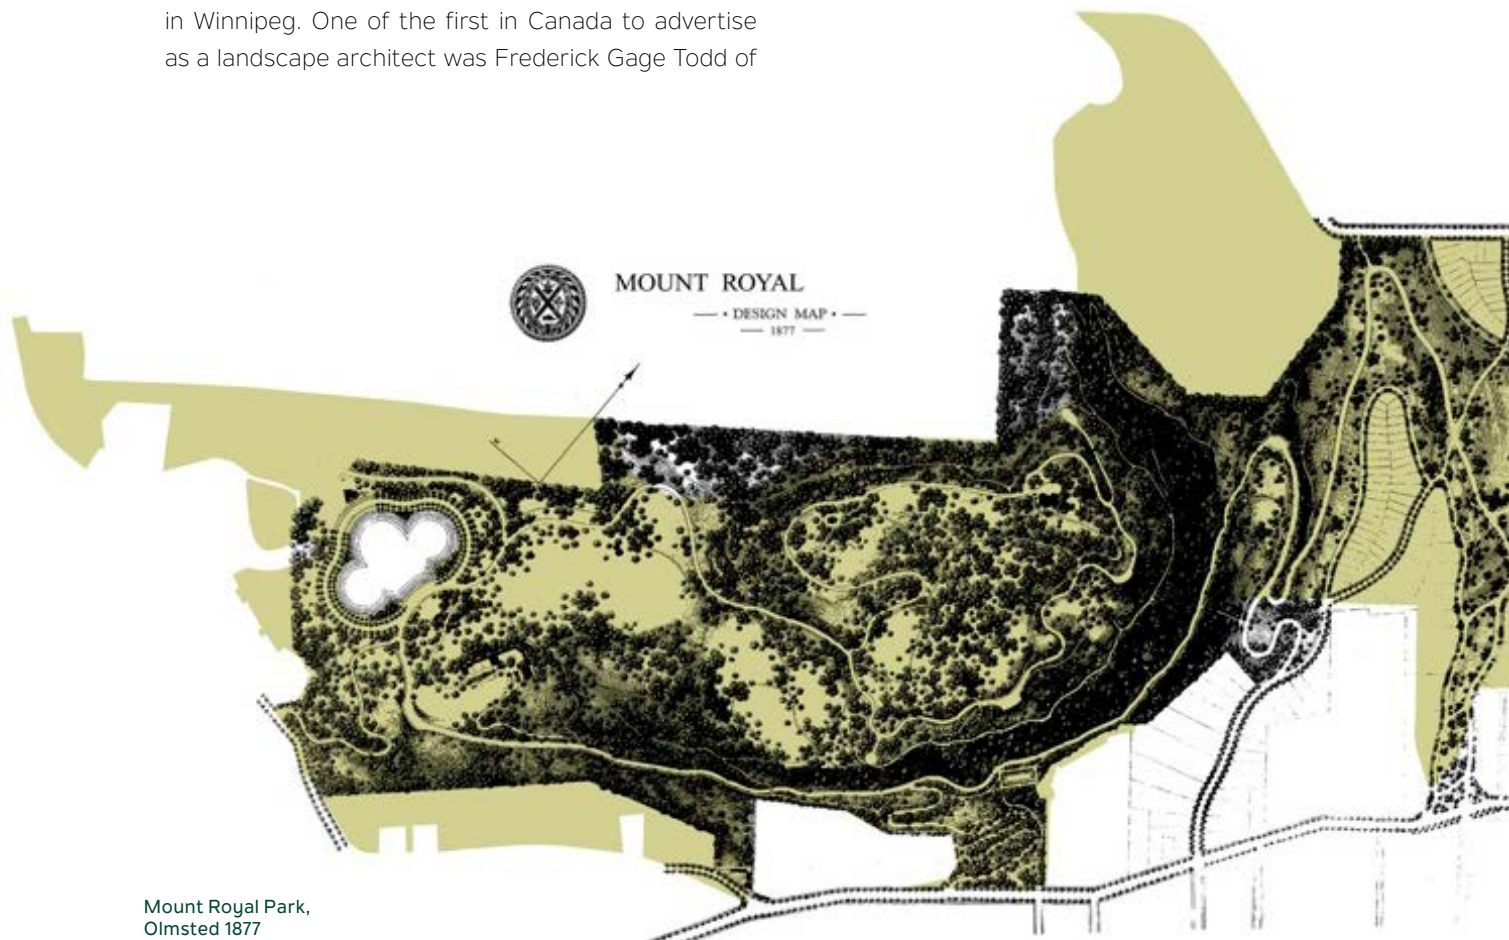 in Winnipeg. One of the first in Canada to advertise
as a landscape architect was Frederick Gage Todd of
MOUNT ROYAL
— • DESIGN MAP • —
— 1877 —
Mount Royal Park,
Olmsted 1877